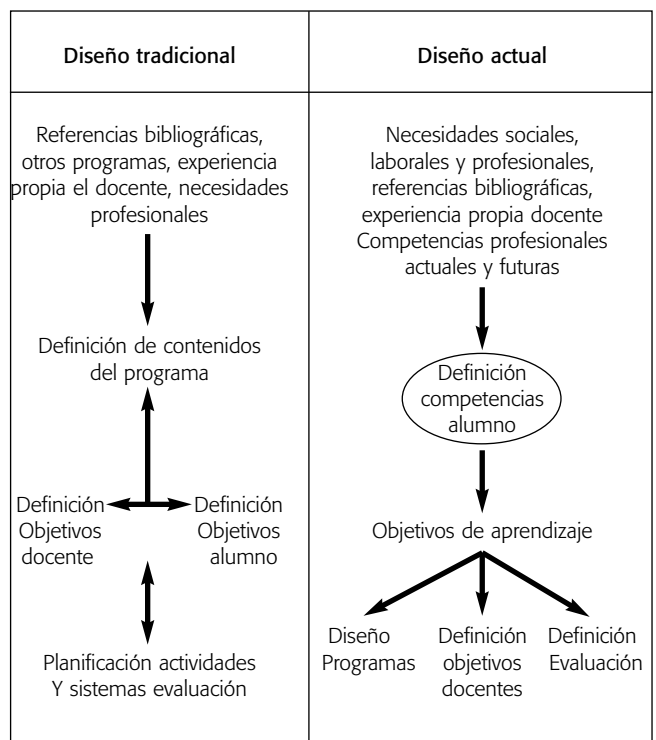 Diseño tradicional
Referencias bibliográficas,
otros programas, experiencia
propia el docente, necesidades
profesionales
Definición de contenidos
del programa
Definición
Objetivos
docente
Definición
Objetivos
alumno
Planificación actividades
Y sistemas evaluación
Diseño actual
Necesidades sociales,
laborales y profesionales,
referencias bibliográficas,
experiencia propia docente
Competencias profesionales
actuales y futuras
Definición
competencias
alumno
Objetivos de aprendizaje
Diseño
Programas
Definición
objetivos
docentes
Definición
Evaluación